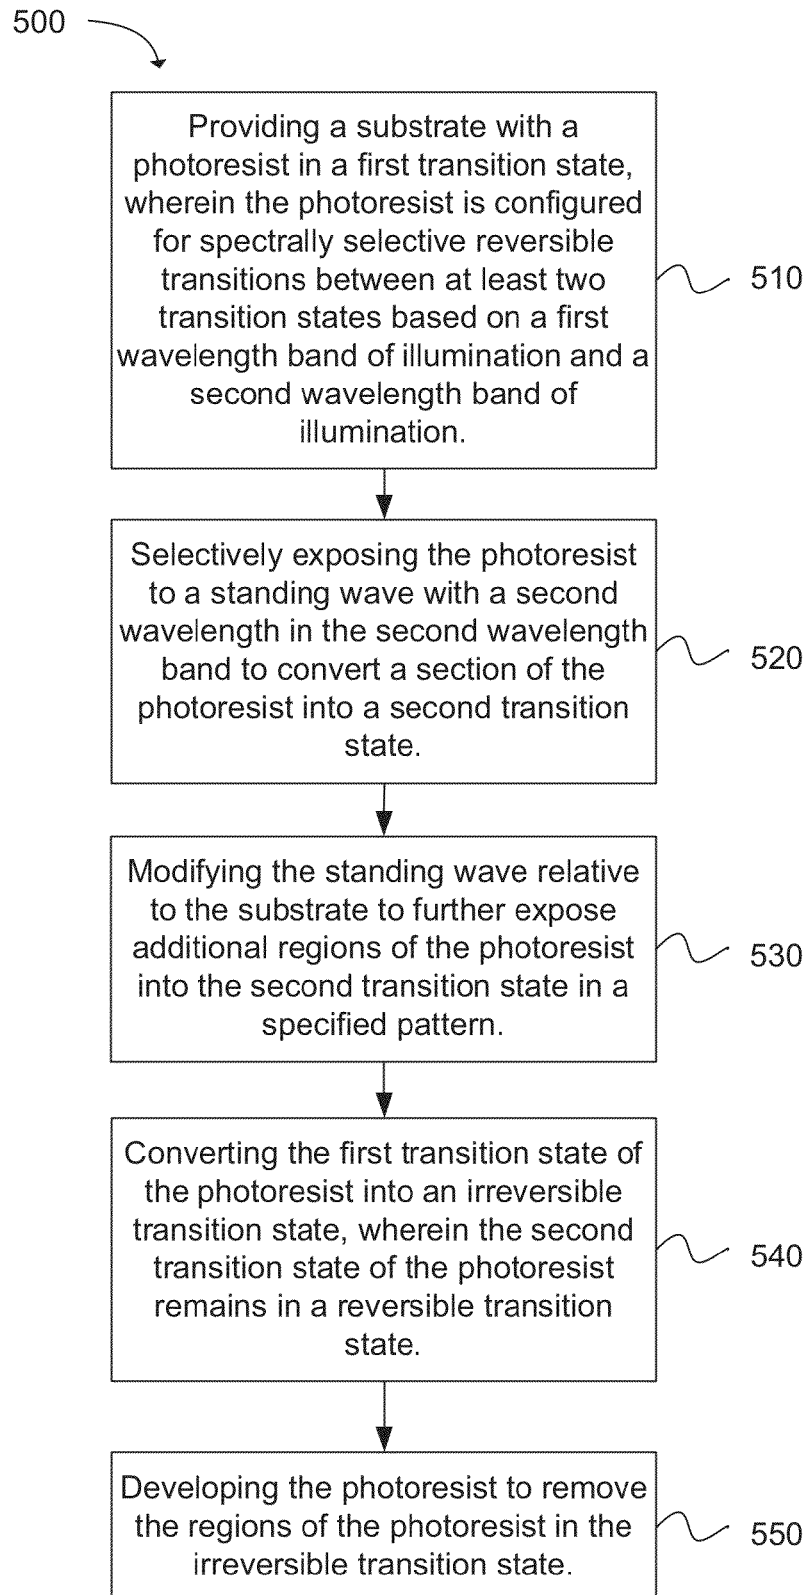 500
Providing a substrate with a
photoresist in a first transition state,
wherein the photoresist is configured
for spectrally selective reversible
transitions between at least two
transition states based on a first
wavelength band of illumination and a
second wavelength band of
illumination.
510
Selectively exposing the photoresist
to a standing wave with a second
wavelength in the second wavelength
band to convert a section of the
photoresist into a second transition
state.
520
Modifying the standing wave relative
to the substrate to further expose
additional regions of the photoresist
into the second transition state in a
specified pattern.
530
Converting the first transition state of
the photoresist into an irreversible
transition state, wherein the second
transition state of the photoresist
remains in a reversible transition
state.
540
Developing the photoresist to remove
the regions of the photoresist in the
irreversible transition state.
550